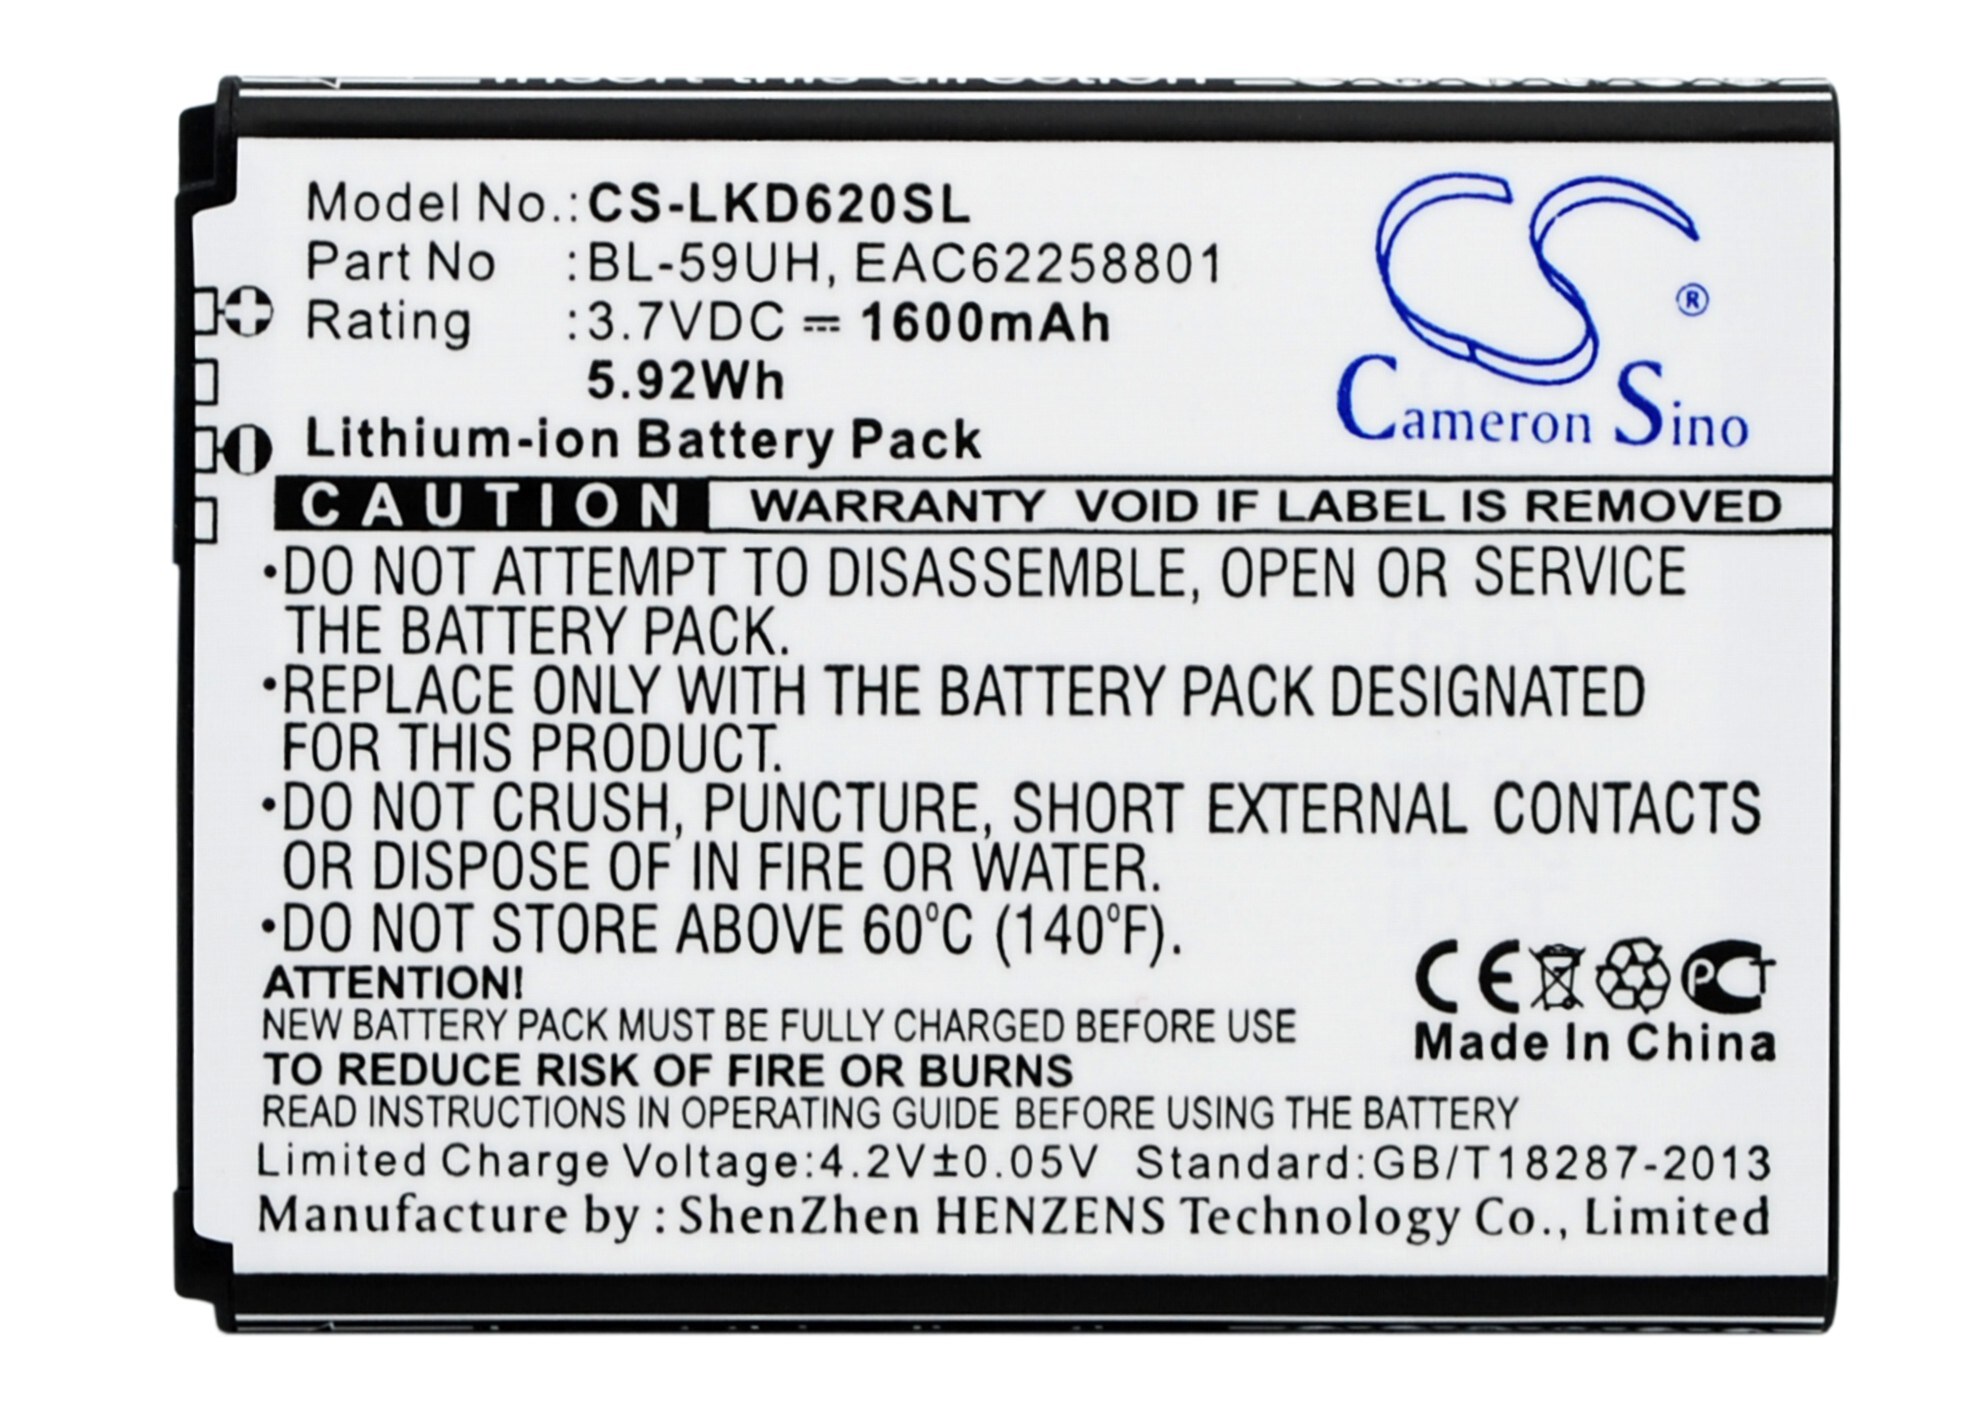 Insert this direction
Model No.: CS-LKD620SL
Part No : BL-59UH, EAC62258801
Rating : 3.7VDC ⎓ 1600mAh
5.92Wh
Lithium-ion Battery Pack
CS ®
Cameron Sino
CAUTION WARRANTY VOID IF LABEL IS REMOVED
•DO NOT ATTEMPT TO DISASSEMBLE, OPEN OR SERVICE
THE BATTERY PACK.
•REPLACE ONLY WITH THE BATTERY PACK DESIGNATED
FOR THIS PRODUCT.
•DO NOT CRUSH, PUNCTURE, SHORT EXTERNAL CONTACTS
OR DISPOSE OF IN FIRE OR WATER.
•DO NOT STORE ABOVE 60°C (140°F).
ATTENTION!
NEW BATTERY PACK MUST BE FULLY CHARGED BEFORE USE
TO REDUCE RISK OF FIRE OR BURNS
READ INSTRUCTIONS IN OPERATING GUIDE BEFORE USING THE BATTERY
CE PCT
Made In China
Limited Charge Voltage:4.2V±0.05V Standard:GB/T18287-2013
Manufacture by : ShenZhen HENZENS Technology Co., Limited